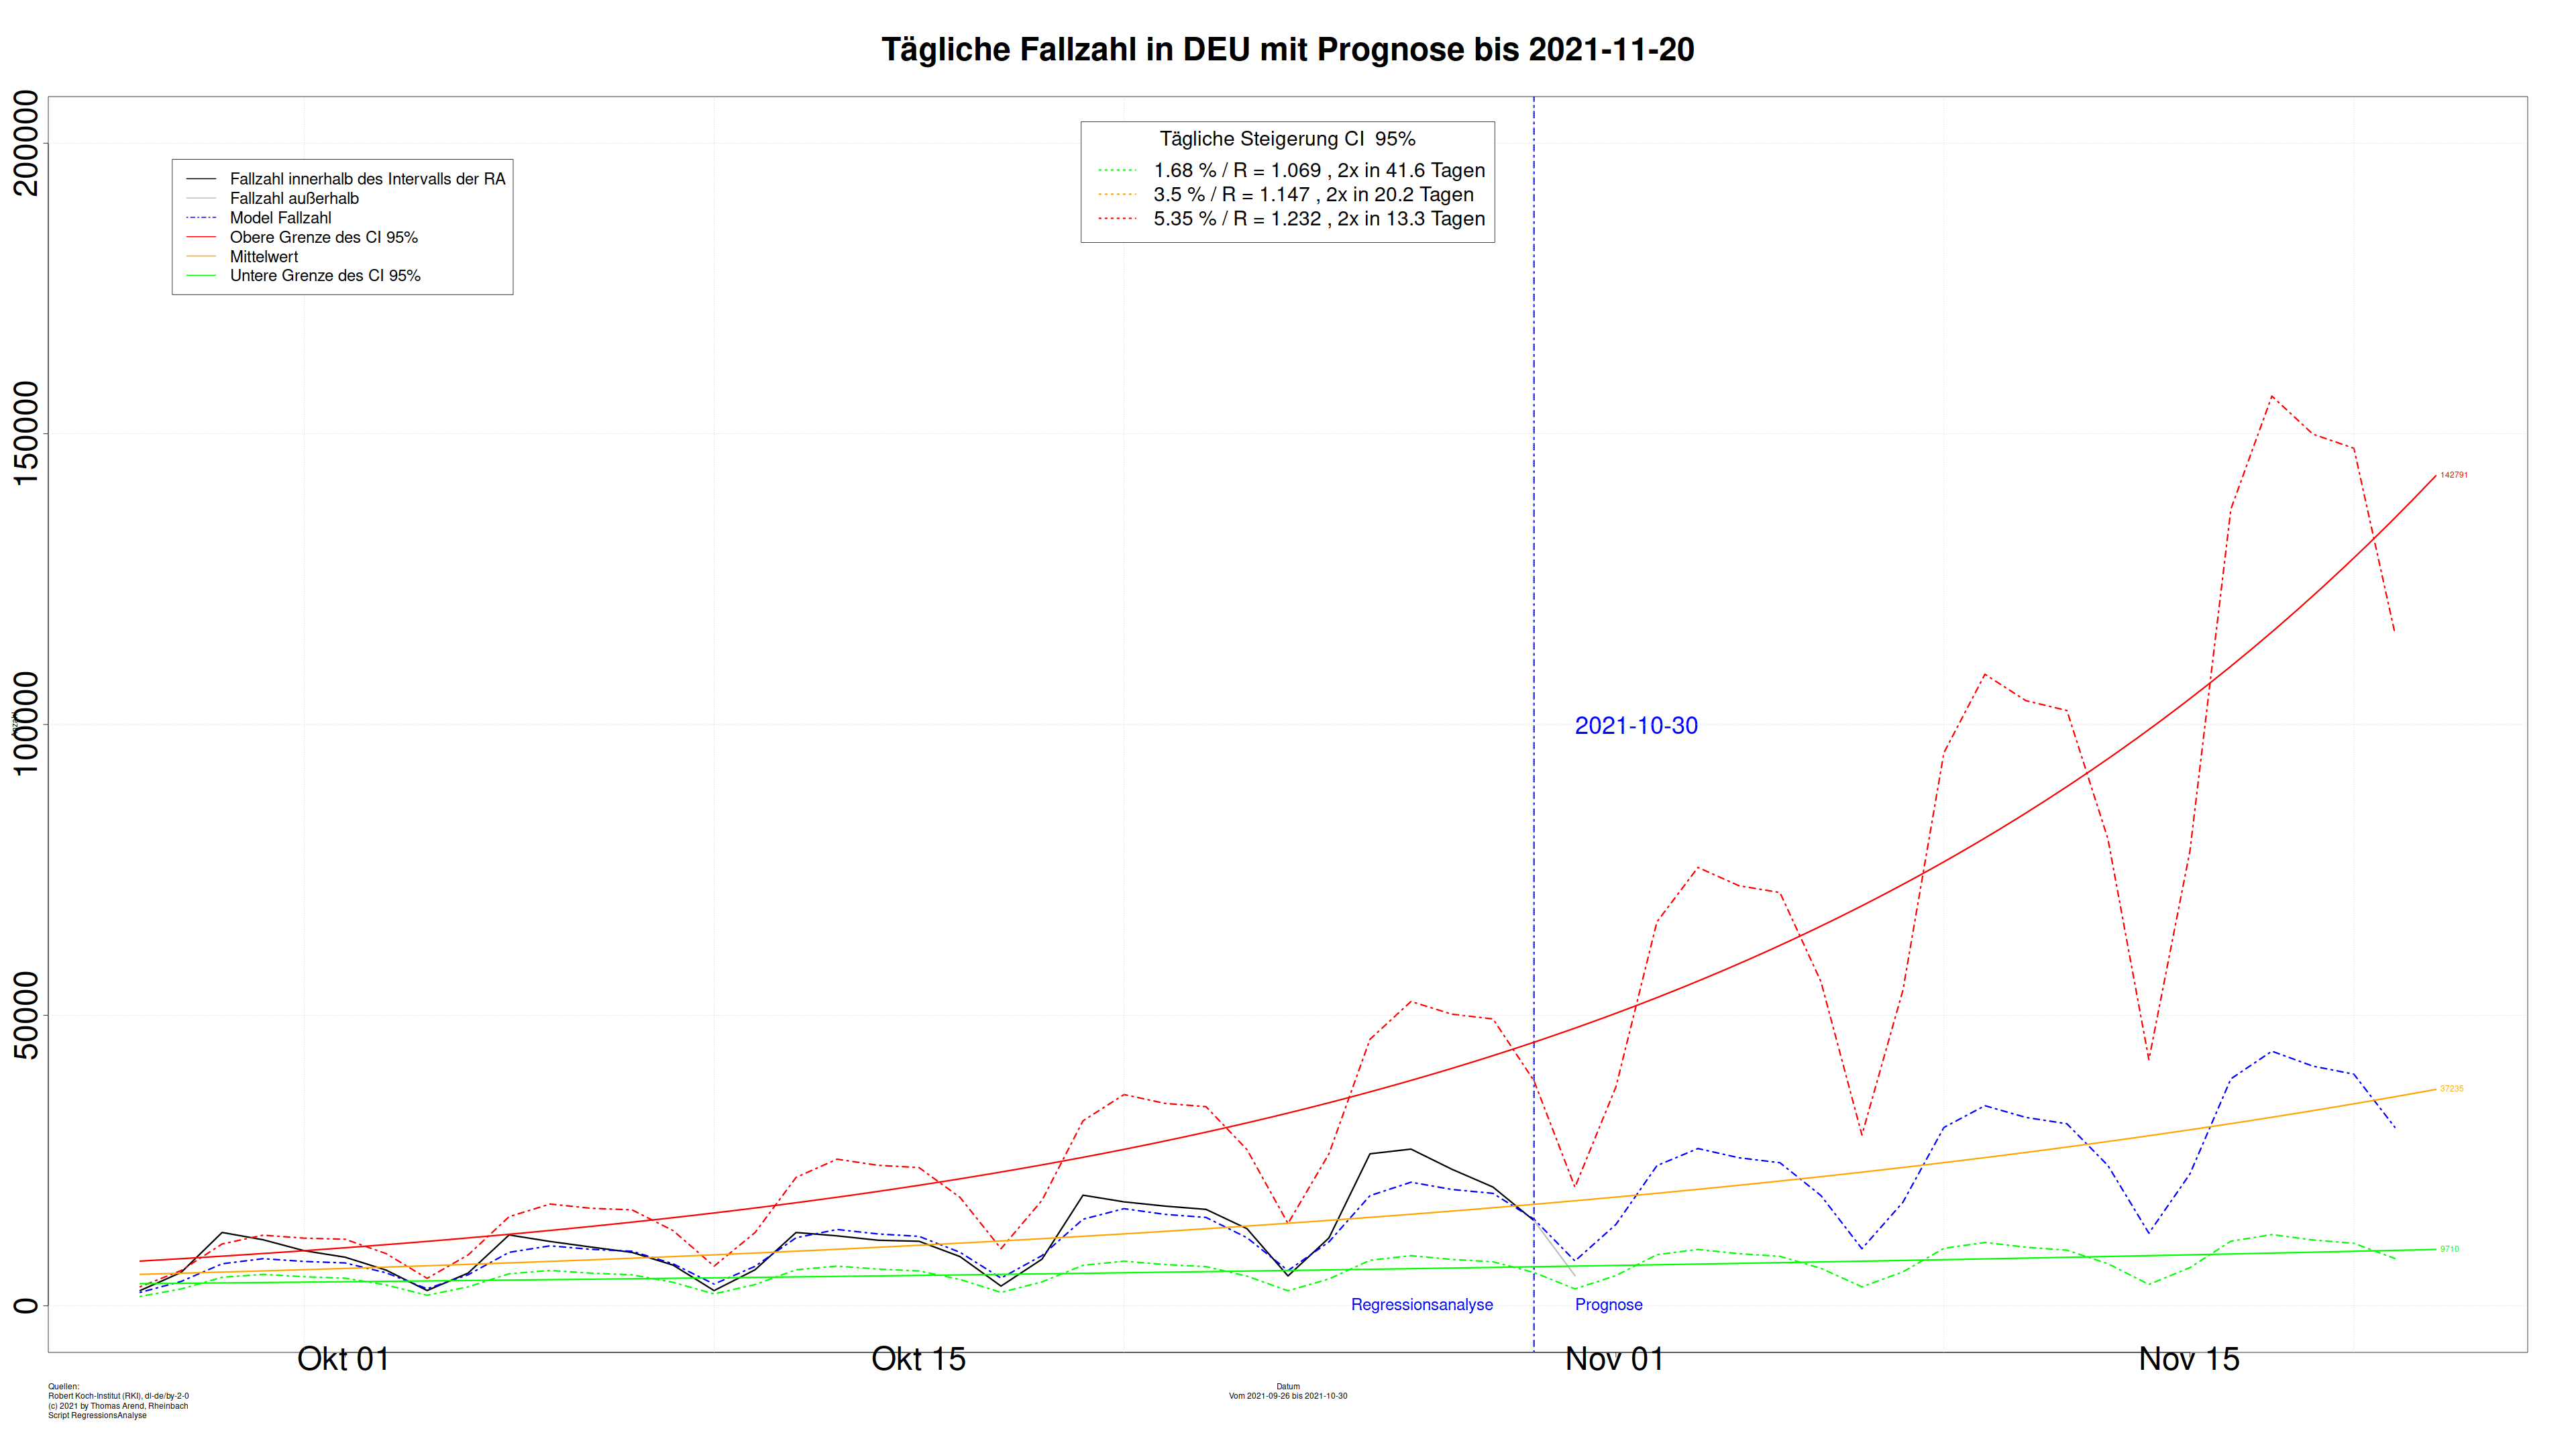 Tägliche Fallzahl in DEU mit Prognose bis 2021-11-20
200000
150000
100000
50000
0
Anzahl
Fallzahl innerhalb des Intervalls der RA
Fallzahl außerhalb
Model Fallzahl
Obere Grenze des CI 95%
Mittelwert
Untere Grenze des CI 95%
Tägliche Steigerung CI 95%
1.68 % / R = 1.069 , 2x in 41.6 Tagen
3.5 % / R = 1.147 , 2x in 20.2 Tagen
5.35 % / R = 1.232 , 2x in 13.3 Tagen
142791
2021-10-30
37235
9710
Regressionsanalyse
Prognose
Okt 01
Okt 15
Nov 01
Nov 15
Datum
Vom 2021-09-26 bis 2021-10-30
Quellen:
Robert Koch-Institut (RKI), dl-de/by-2-0
(c) 2021 by Thomas Arend, Rheinbach
Script RegressionsAnalyse